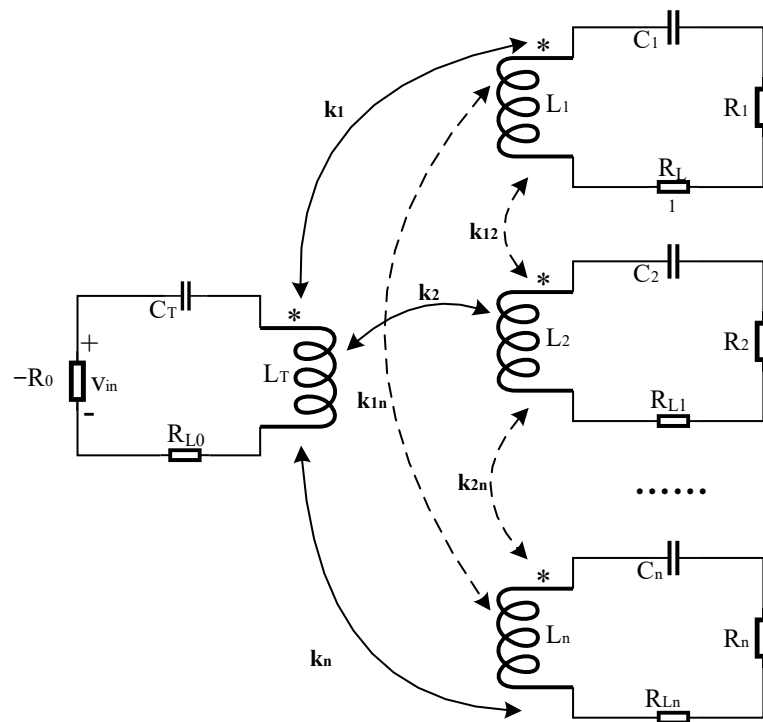 C1
*
L1
R1
RL
1
k1
k12
*
C2
L2
R2
RL1
k2
CT
*
+
−R0
vin
-
LT
RL0
k1n
k2n
......
*
Cn
Ln
Rn
RLn
kn